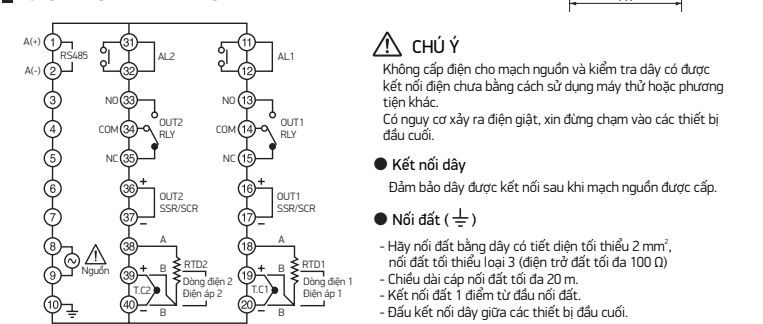 A(+) 1
RS485
A(-) 2
3
4
5
6
7
8
Nguồn
9
10
31
AL2
32
NO 33
OUT2
COM 34
RLY
NC 35
36 +
OUT2
SSR/SCR
37 −
38 A
RTD2
39 + B
Dòng điện 2
T.C2
Điện áp 2
40 − B
11
AL1
12
NO 13
OUT1
COM 14
RLY
NC 15
16 +
OUT1
SSR/SCR
17 −
18 A
RTD1
19 + B
Dòng điện 1
T.C1
Điện áp 1
20 − B
CHÚ Ý
Không cấp điện cho mạch nguồn và kiểm tra dây có được
kết nối điện chưa bằng cách sử dụng máy thử hoặc phương
tiện khác.
Có nguy cơ xảy ra điện giật, xin đừng chạm vào các thiết bị
đầu cuối.
● Kết nối dây
Đảm bảo dây được kết nối sau khi mạch nguồn được cấp.
● Nối đất (⏚)
- Hãy nối đất bằng dây có tiết diện tối thiểu 2 mm²,
nối đất tối thiểu loại 3 (điện trở đất tối đa 100 Ω)
- Chiều dài cáp nối đất tối đa 20 m.
- Kết nối đất 1 điểm từ đầu nối đất.
- Đấu kết nối dây giữa các thiết bị đầu cuối.